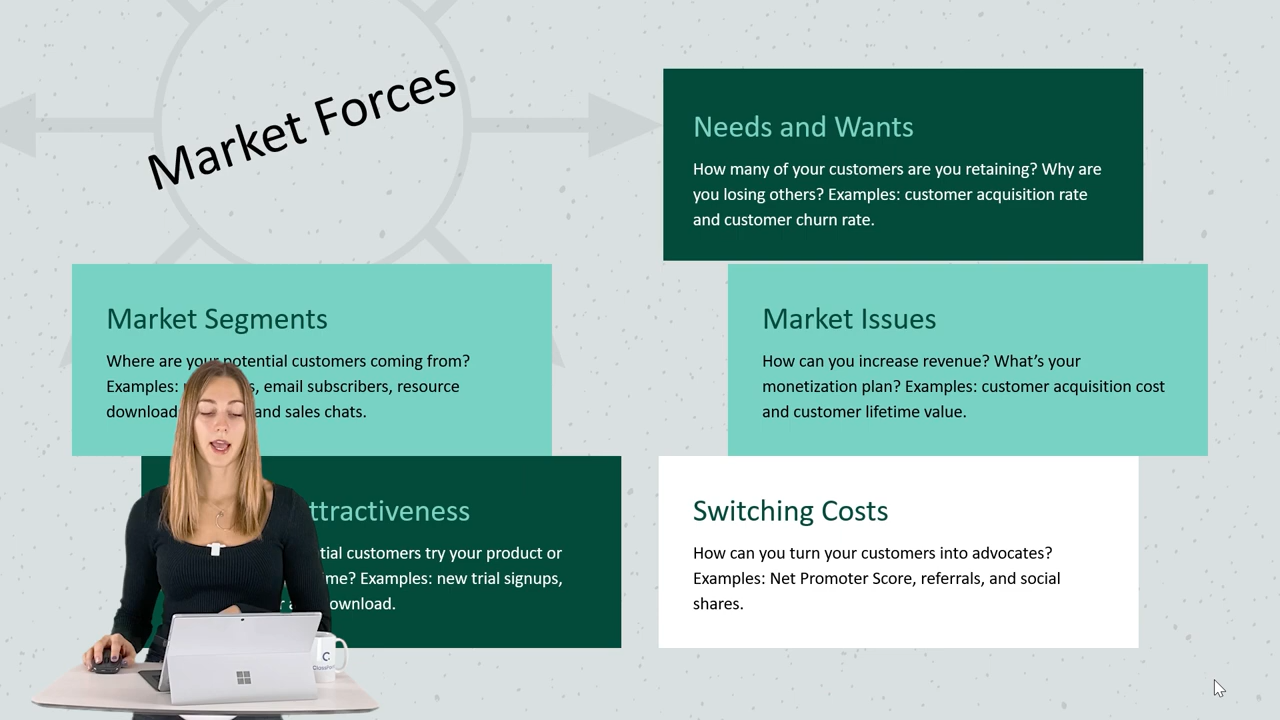 Market Forces
Needs and Wants
How many of your customers are you retaining? Why are
you losing others? Examples: customer acquisition rate
and customer churn rate.
Market Segments
Where are your potential customers coming from?
Examples: email subscribers, resource
download and sales chats.
Market Issues
How can you increase revenue? What's your
monetization plan? Examples: customer acquisition cost
and customer lifetime value.
ttractiveness
tial customers try your product or
me? Examples: new trial signups,
ownload.
Switching Costs
How can you turn your customers into advocates?
Examples: Net Promoter Score, referrals, and social
shares.